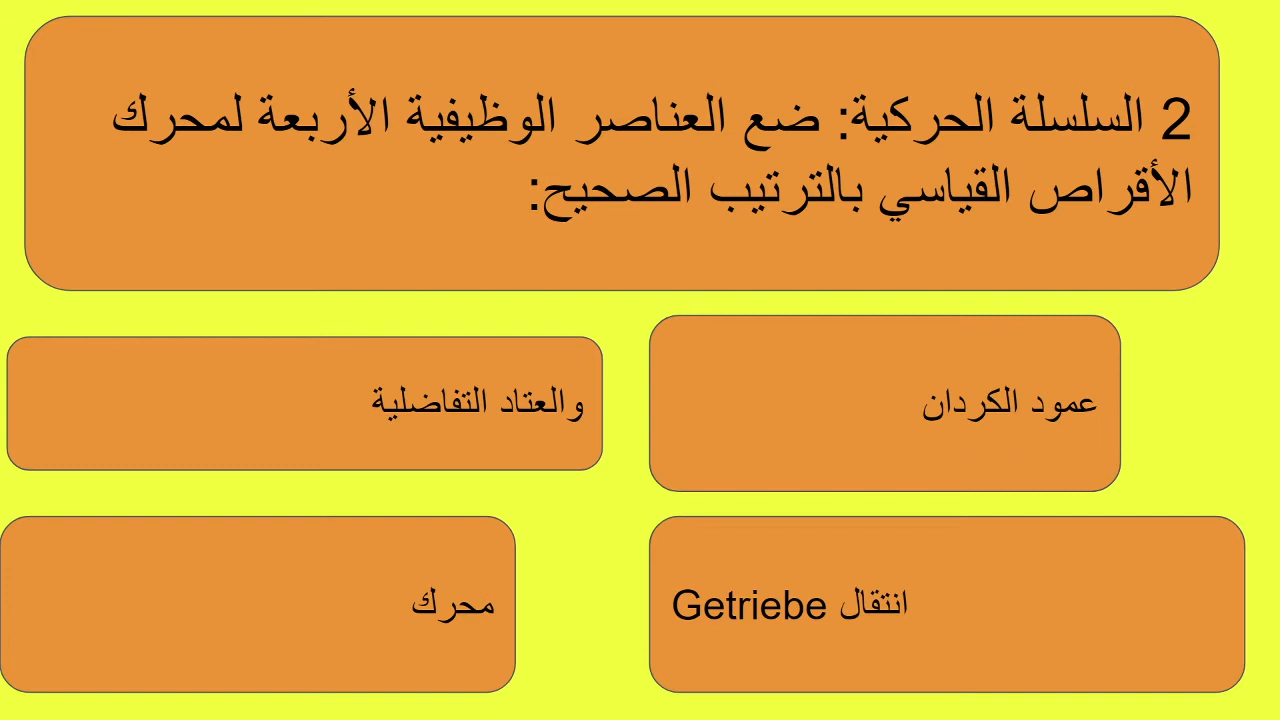 2 السلسلة الحركية: ضع العناصر الوظيفية الأربعة لمحرك
الأقراص القياسي بالترتيب الصحيح:
عمود الكردان
والعتاد التفاضلية
انتقال Getriebe
محرك